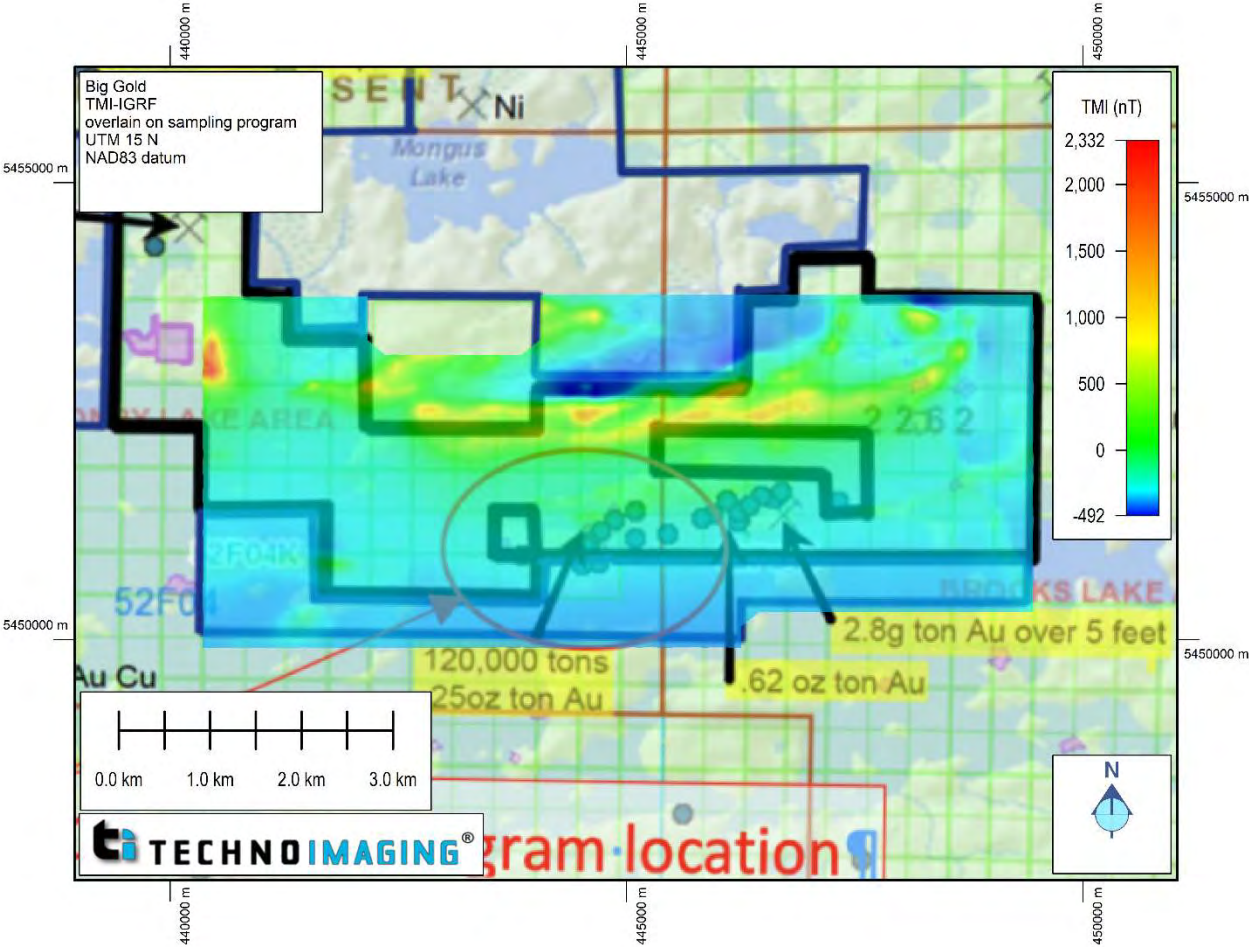 440000 m
445000 m
450000 m
Big Gold
TMI-IGRF
overlain on sampling program
UTM 15 N
NAD83 datum
SENT
Ni
Mongus
Lake
TMI (nT)
2,332
2,000
1,500
1,000
500
0
-492
5455000 m
5455000 m
LAKE AREA
2262
2F04K
52F04
BROOKS LAKE
5450000 m
5450000 m
2.8g ton Au over 5 feet
120,000 tons
25oz ton Au
.62 oz ton Au
Au Cu
0.0 km
1.0 km
2.0 km
3.0 km
N
ti TECHNOIMAGING®
gram location
440000 m
445000 m
450000 m